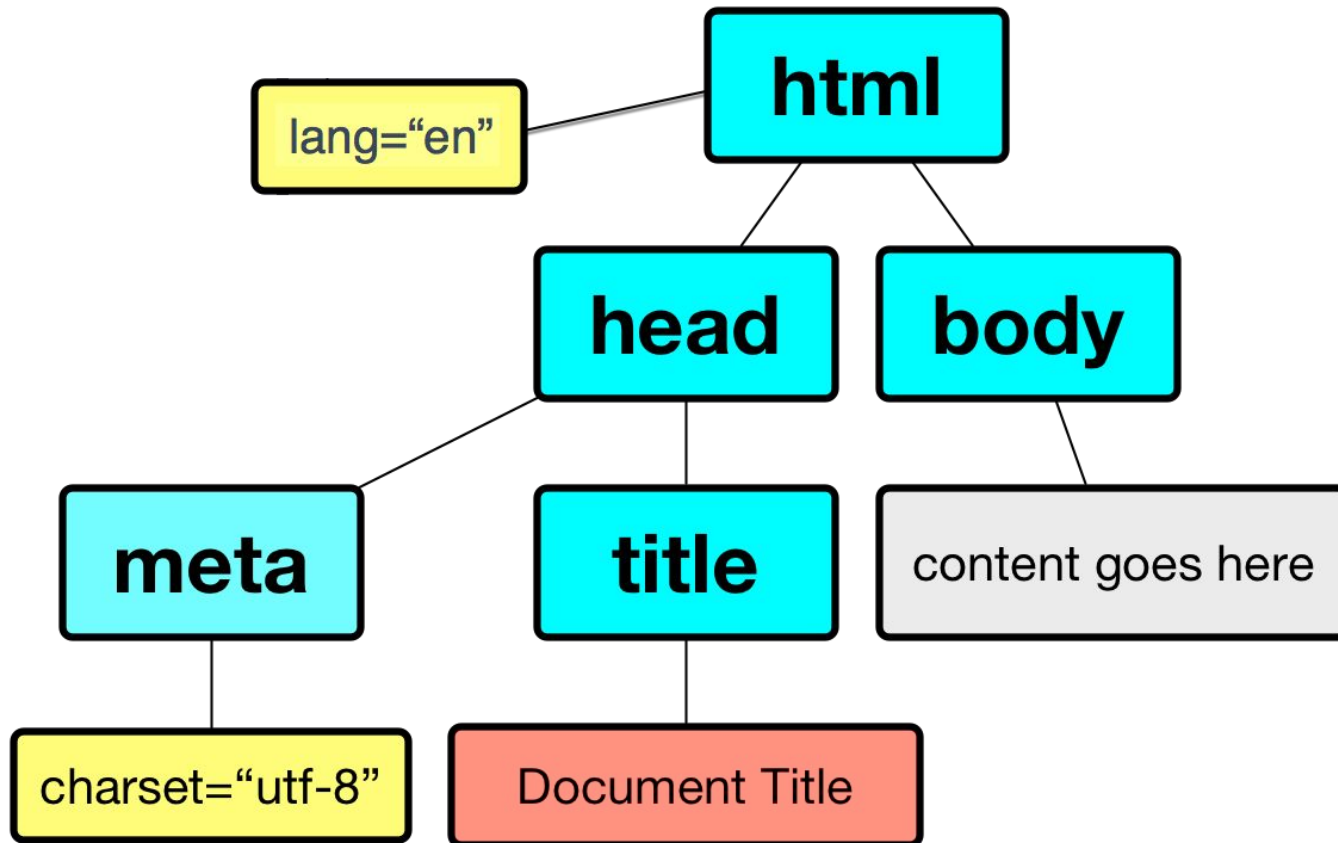 html
lang=“en”
head
body
meta
title
content goes here
charset=“utf-8”
Document Title